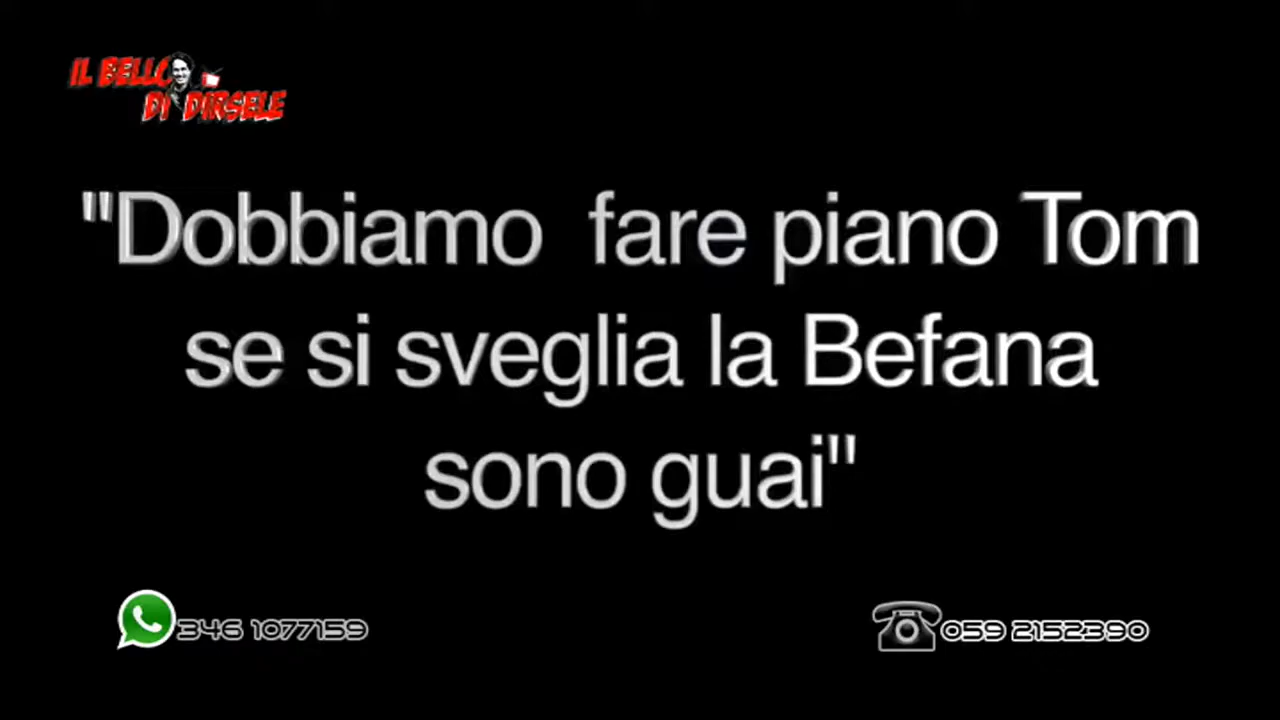 IL BELLO
DI DIRSELE
"Dobbiamo  fare piano Tom
se si sveglia la Befana
sono guai"
346 1077159
059 2152390